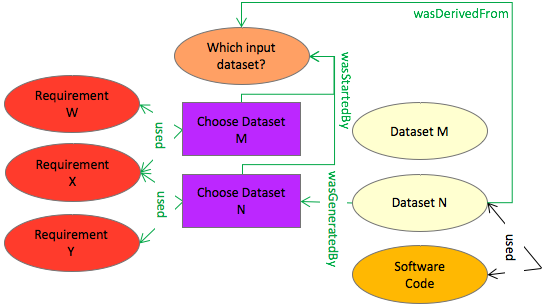 wasDerivedFrom
Which input
dataset?
wasStartedBy
Requirement
W
used
Choose Dataset
M
Dataset M
Requirement
X
used
Choose Dataset
N
wasGeneratedBy
Dataset N
Requirement
Y
used
Software
Code